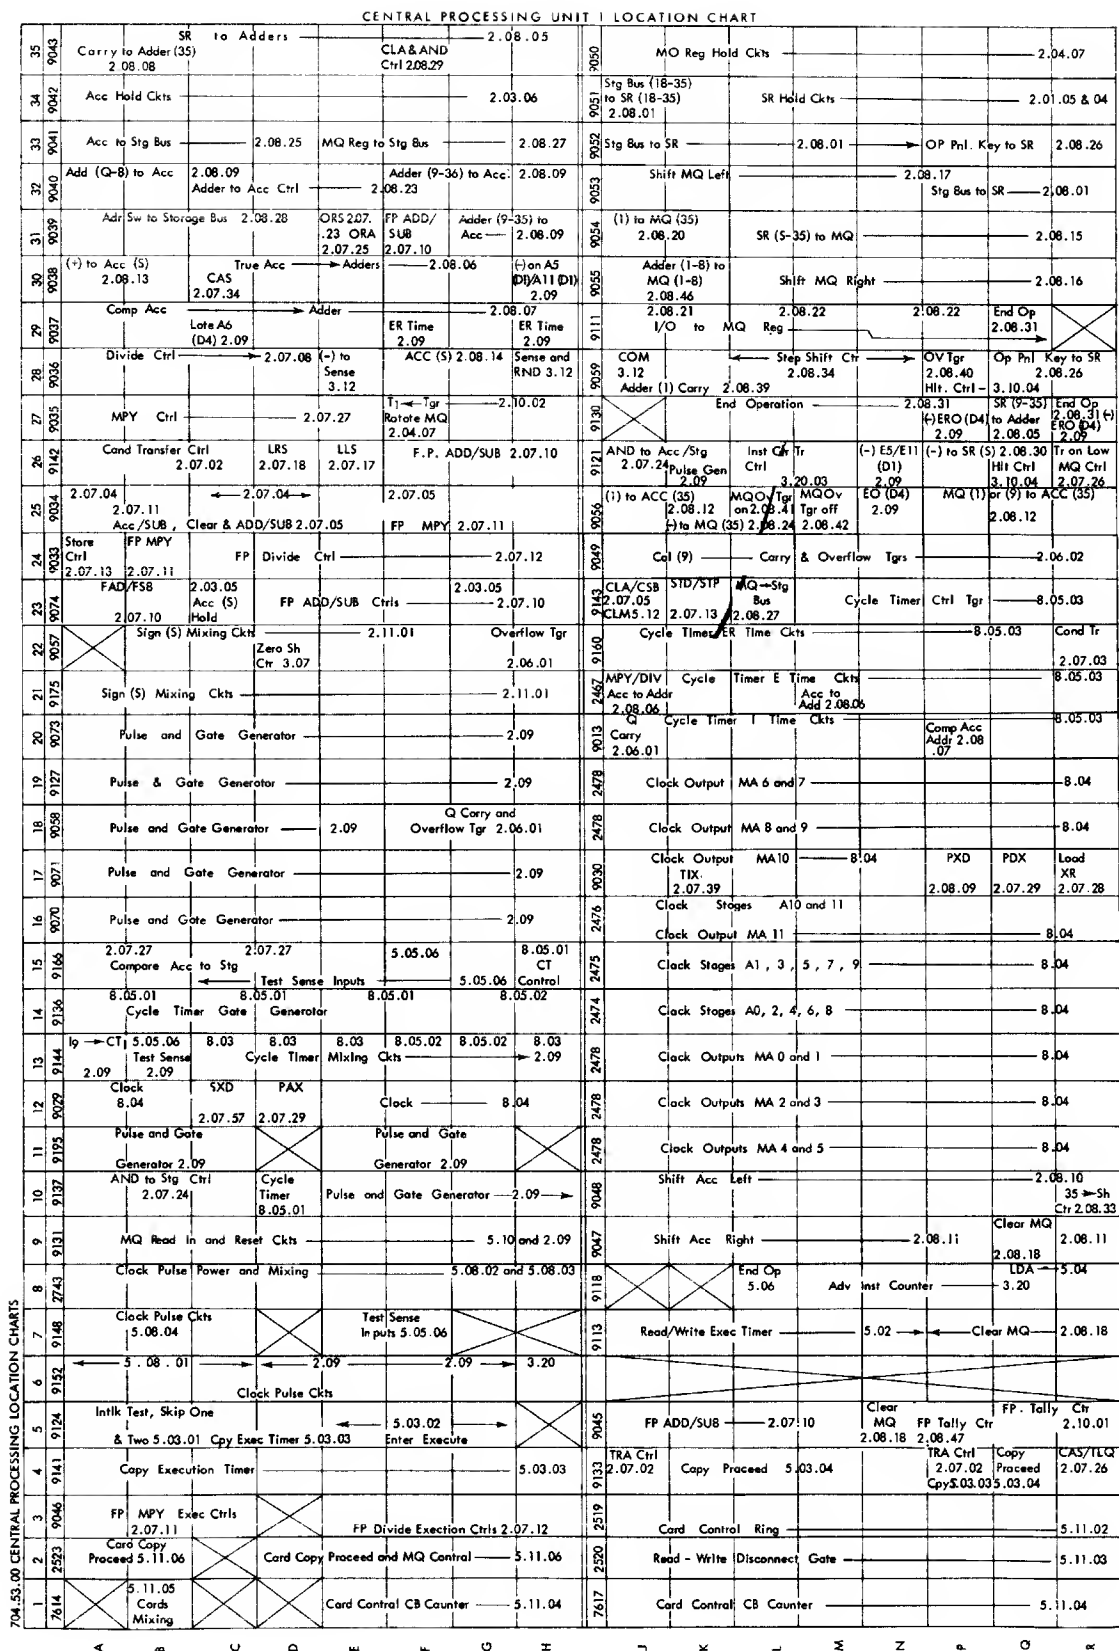 CENTRAL PROCESSING UNIT I LOCATION CHART
704.53.00 CENTRAL PROCESSING LOCATION CHARTS
35 9043 SR to Adders 2.08.05
Carry to Adder (35) CLA & AND
2.08.08 Ctrl 2.08.29
9050 MO Reg Hold Ckts 2.04.07
34 9042 Acc Hold Ckts 2.03.06
9051 Stg Bus (18-35)
to SR (18-35) SR Hold Ckts 2.01.05 & 04
2.08.01
33 9041 Acc to Stg Bus 2.08.25 MQ Reg to Stg Bus 2.08.27
9052 Stg Bus to SR 2.08.01 OP Pnl. Key to SR 2.08.26
32 9040 Add (Q-8) to Acc 2.08.09 Adder (9-36) to Acc 2.08.09
Adder to Acc Ctrl 2.08.23
9053 Shift MQ Left 2.08.17
Stg Bus to SR 2.08.01
31 9039 Adr Sw to Storage Bus 2.08.28 ORS 2.07. FP ADD/ Adder (9-35) to
.23 ORA SUB Acc 2.08.09
2.07.25 2.07.10
9054 (1) to MQ (35)
2.08.20 SR (S-35) to MQ 2.08.15
30 9038 (+) to Acc (S) True Acc Adders 2.08.06 (-) on A5
2.08.13 CAS (D1)/A11 (D1)
2.07.34 2.09
9055 Adder (1-8) to
MQ (1-8) Shift MQ Right 2.08.16
2.08.46
29 9037 Comp Acc Adder 2.08.07
Late A6 ER Time ER Time
(D4) 2.09 2.09 2.09
9111 2.08.21 2.08.22 2.08.22 End Op
I/O to MQ Reg 2.08.31
28 9036 Divide Ctrl 2.07.08 (-) to ACC (S) 2.08.14 Sense and
Sense RND 3.12
3.12
9059 COM Step Shift Ctr OV Tgr Op Pnl Key to SR
3.12 2.08.34 2.08.40 2.08.26
Adder (1) Carry 2.08.39 Hlt. Ctrl - 3.10.04
27 9035 MPY Ctrl 2.07.27 T1 Tgr 2.10.02
Rotate MQ
2.04.07
9130 End Operation 2.08.31 SR (9-35) End Op
(-) ERO (D4) to Adder 2.08.31 (-)
2.09 2.08.05 ERO (D4)
2.09
26 9142 Cand Transfer Ctrl LRS LLS F.P. ADD/SUB 2.07.10
2.07.02 2.07.18 2.07.17
9121 AND to Acc/Stg Inst Ctr Tr (-) E5/E11 (-) to SR (S) 2.08.30 Tr on Low
2.07.24 Pulse Gen Ctrl (D1) Hlt Ctrl MQ Ctrl
2.09 3.20.03 2.09 3.10.04 2.07.26
25 9034 2.07.04 2.07.04 2.07.05
2.07.11
Acc/SUB, Clear & ADD/SUB 2.07.05 FP MPY 2.07.11
9056 (1) to ACC (35) MQOv Tgr MQOv EO (D4) MQ (1) or (9) to ACC (35)
2.08.12 on 2.08.41 Tgr off 2.09 2.08.12
(-) to MQ (35) 2.08.24 2.08.42
24 9033 Store FP MPY
Ctrl FP Divide Ctrl 2.07.12
2.07.13 2.07.11
9049 Col (9) Carry & Overflow Tgrs 2.06.02
23 9074 FAD/FSB 2.03.05 2.03.05
Acc (S) FP ADD/SUB Ctrls 2.07.10
2.07.10 Hold
9143 CLA/CSB STD/STP MQ Stg
2.07.05 Bus Cycle Timer Ctrl Tgr 8.05.03
CLM5.12 2.07.13 2.08.27
22 9057 Sign (S) Mixing Ckts 2.11.01 Overflow Tgr
Zero Sh
Ctr 3.07 2.06.01
9160 Cycle Timer ER Time Ckts 8.05.03 Cond Tr
2.07.03
21 9175 Sign (S) Mixing Ckts 2.11.01
2467 MPY/DIV Cycle Timer E Time Ckts 8.05.03
Acc to Addr Acc to
2.08.06 Add 2.08.06
20 9073 Pulse and Gate Generator 2.09
9013 Q Cycle Timer I Time Ckts 8.05.03
Carry Comp Acc
2.06.01 Addr 2.08
.07
19 9127 Pulse & Gate Generator 2.09
2478 Clock Output MA 6 and 7 8.04
18 9058 Q Carry and
Pulse and Gate Generator 2.09 Overflow Tgr 2.06.01
2478 Clock Output MA 8 and 9 8.04
17 9071 Pulse and Gate Generator 2.09
9030 Clock Output MA10 8.04 PXD PDX Load
TIX. XR
2.07.39 2.08.09 2.07.29 2.07.28
16 9070 Pulse and Gate Generator 2.09
2476 Clock Stages A10 and 11
Clock Output MA 11 8.04
15 9166 2.07.27 2.07.27 5.05.06 8.05.01
Compare Acc to Stg CT
Test Sense Inputs 5.05.06 Control
2475 Clock Stages A1, 3, 5, 7, 9 8.04
14 9136 8.05.01 8.05.01 8.05.01 8.05.02
Cycle Timer Gate Generator
2474 Clock Stages A0, 2, 4, 6, 8 8.04
13 9144 I9 CT 5.05.06 8.03 8.03 8.03 8.05.02 8.05.02 8.03
Test Sense Cycle Timer Mixing Ckts 2.09
2.09 2.09
2478 Clock Outputs MA 0 and 1 8.04
12 9029 Clock SXD PAX
8.04 Clock 8.04
2.07.57 2.07.29
2478 Clock Outputs MA 2 and 3 8.04
11 9195 Pulse and Gate Pulse and Gate
Generator 2.09 Generator 2.09
2478 Clock Outputs MA 4 and 5 8.04
10 9137 AND to Stg Ctrl Cycle
2.07.24 Timer Pulse and Gate Generator 2.09
8.05.01
9048 Shift Acc Left 2.08.10
35 Sh
Ctr 2.08.33
9 9131 MQ Read In and Reset Ckts 5.10 and 2.09
9047 Clear MQ
Shift Acc Right 2.08.11 2.08.11
2.08.18
8 2743 Clock Pulse Power and Mixing 5.08.02 and 5.08.03
9118 End Op LDA 5.04
5.06 Adv Inst Counter 3.20
7 9148 Clock Pulse Ckts Test Sense
5.08.04 Inputs 5.05.06
9113 Read/Write Exec Timer 5.02 Clear MQ 2.08.18
6 9152 5.08.01 2.09 2.09 3.20
Clock Pulse Ckts
5 9124 Intlk Test, Skip One 5.03.02
& Two 5.03.01 Cpy Exec Timer 5.03.03 Enter Execute
9045 Clear FP. Tally Ctr
FP ADD/SUB 2.07.10 MQ FP Tally Ctr 2.10.01
2.08.18 2.08.47
4 9141 Copy Execution Timer 5.03.03
9133 TRA Ctrl TRA Ctrl Copy CAS/TLQ
2.07.02 Copy Proceed 5.03.04 2.07.02 Proceed 2.07.26
Cpy5.03.03 5.03.04
3 9046 FP MPY Exec Ctrls
2.07.11 FP Divide Exection Ctrls 2.07.12
2519 Card Control Ring 5.11.02
2 2523 Card Copy
Proceed 5.11.06 Card Copy Proceed and MQ Control 5.11.06
2520 Read - Write Disconnect Gate 5.11.03
1 7614 5.11.05
Cards Card Control CB Counter 5.11.04
Mixing
7617 Card Control CB Counter 5.11.04
A B C D E F G H J K L M N P Q R